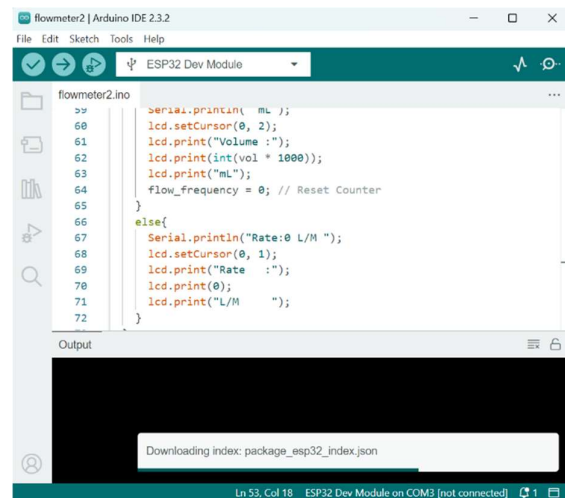 flowmeter2 | Arduino IDE 2.3.2
File Edit Sketch Tools Help
ESP32 Dev Module
flowmeter2.ino
59 Serial.println(" mL");
60 lcd.setCursor(0, 2);
61 lcd.print("Volume :");
62 lcd.print(int(vol * 1000));
63 lcd.print("mL");
64 flow_frequency = 0; // Reset Counter
65 }
66 else{
67 Serial.println("Rate:0 L/M ");
68 lcd.setCursor(0, 1);
69 lcd.print("Rate   :");
70 lcd.print(0);
71 lcd.print("L/M     ");
72 }
Output
Downloading index: package_esp32_index.json
Ln 53, Col 18 ESP32 Dev Module on COM3 [not connected] 1